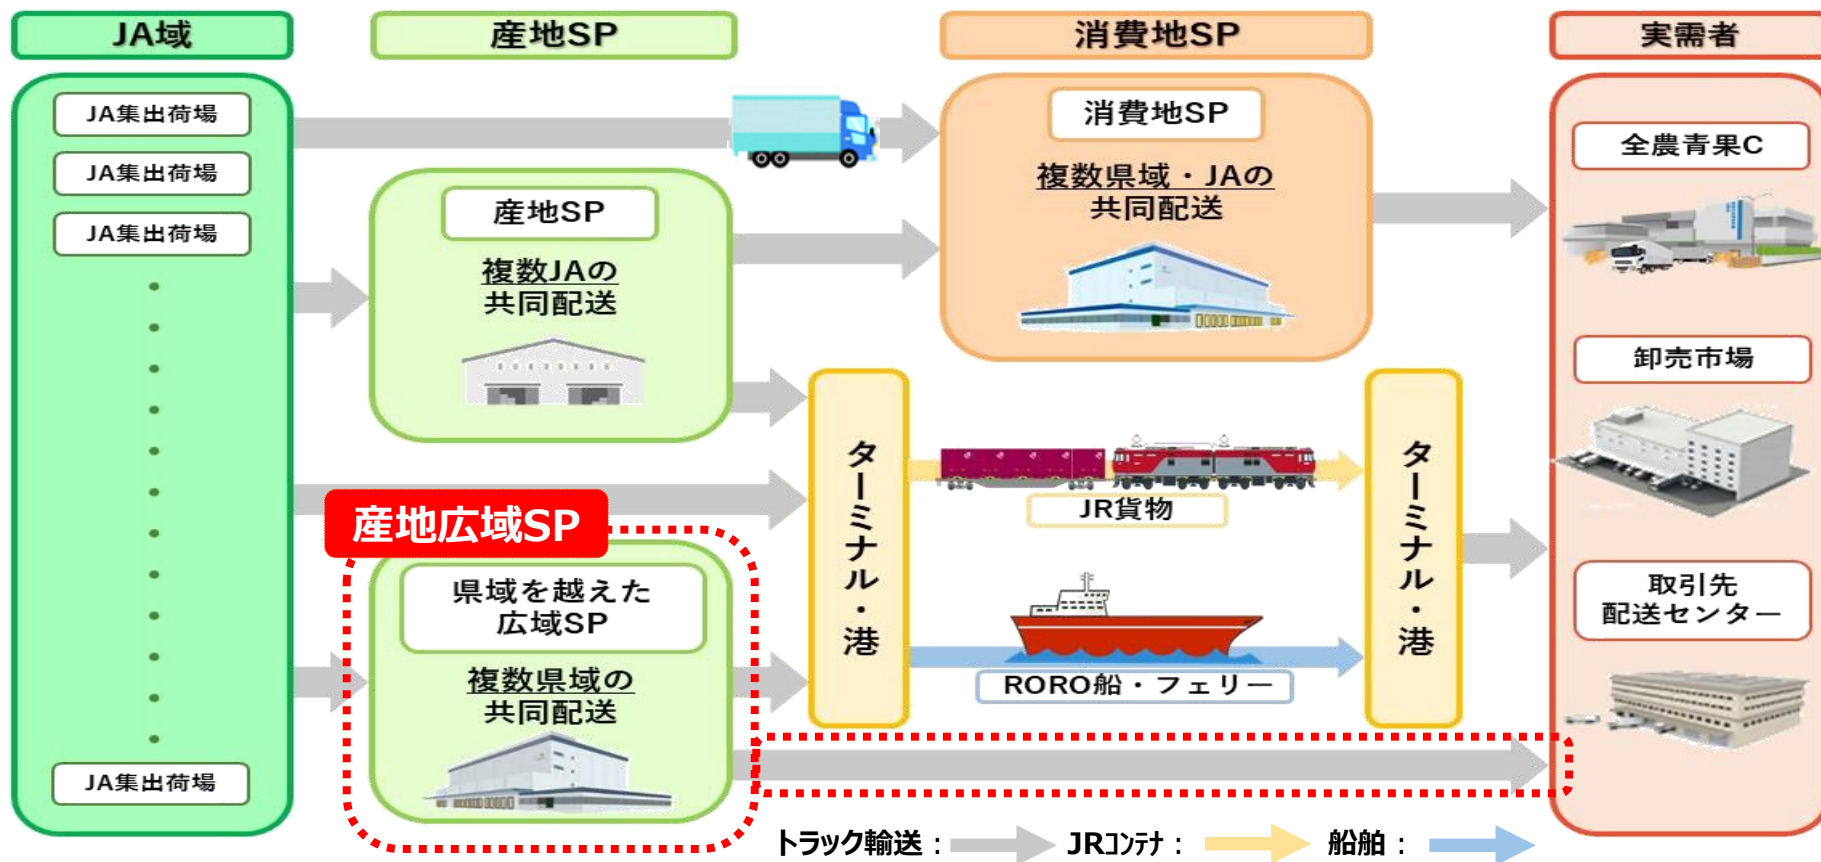 JA域
産地SP
消費地SP
実需者
JA集出荷場
JA集出荷場
JA集出荷場
JA集出荷場
産地SP
複数JAの
共同配送
産地広域SP
県域を越えた
広域SP
複数県域の
共同配送
消費地SP
複数県域・JAの
共同配送
ターミナル・港
JR貨物
RORO船・フェリー
ターミナル・港
全農青果C
卸売市場
取引先
配送センター
トラック輸送： JRコンテナ： 船舶：